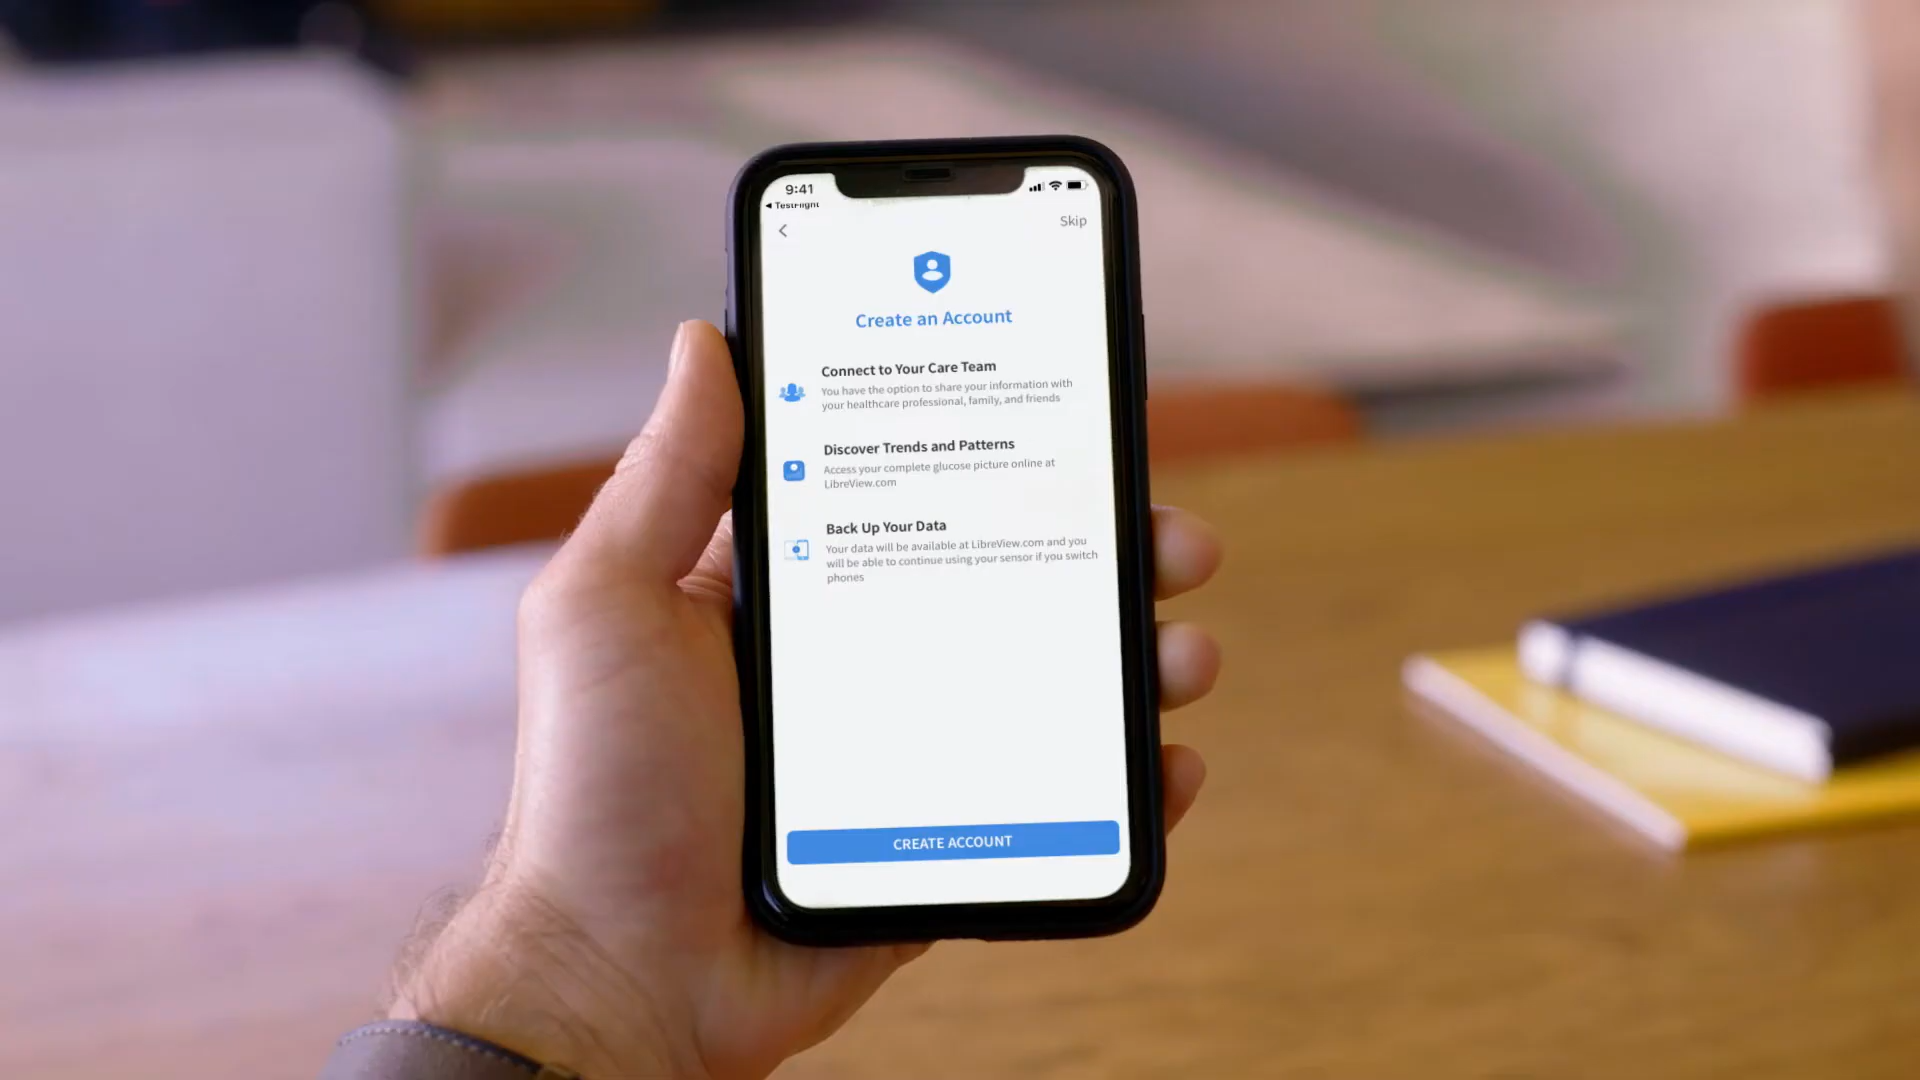 9:41
TestFlight
Skip
Create an Account
Connect to Your Care Team
You have the option to share your information with
your healthcare professional, family, and friends
Discover Trends and Patterns
Access your complete glucose picture online at
LibreView.com
Back Up Your Data
Your data will be available at LibreView.com and you
will be able to continue using your sensor if you switch
phones
CREATE ACCOUNT